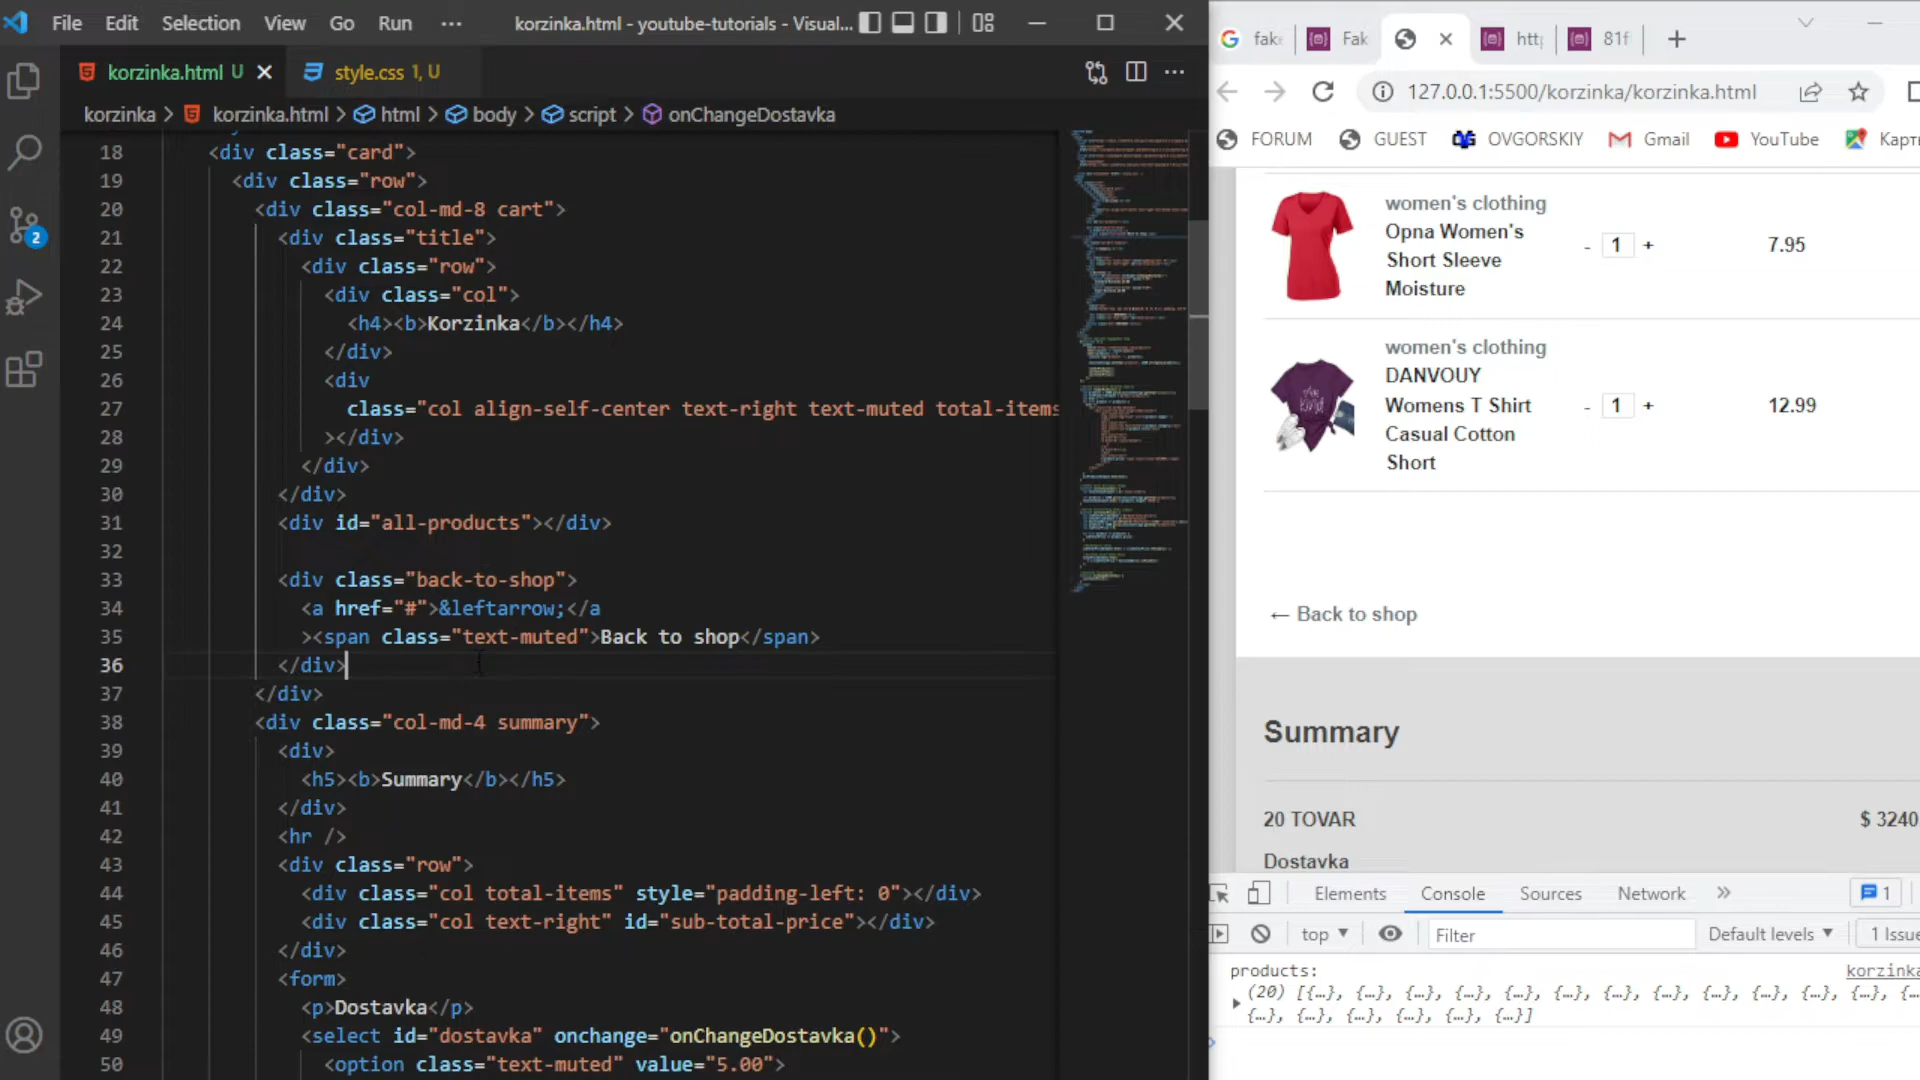 File Edit Selection View Go Run ··· korzinka.html - youtube-tutorials - Visual...
korzinka.html U style.css 1, U
korzinka > korzinka.html > html > body > script > onChangeDostavka
18 <div class="card">
19 <div class="row">
20 <div class="col-md-8 cart">
21 <div class="title">
22 <div class="row">
23 <div class="col">
24 <h4><b>Korzinka</b></h4>
25 </div>
26 <div
27 class="col align-self-center text-right text-muted total-items
28 ></div>
29 </div>
30 </div>
31 <div id="all-products"></div>
32
33 <div class="back-to-shop">
34 <a href="#">&leftarrow;</a
35 ><span class="text-muted">Back to shop</span>
36 </div>
37 </div>
38 <div class="col-md-4 summary">
39 <div>
40 <h5><b>Summary</b></h5>
41 </div>
42 <hr />
43 <div class="row">
44 <div class="col total-items" style="padding-left: 0"></div>
45 <div class="col text-right" id="sub-total-price"></div>
46 </div>
47 <form>
48 <p>Dostavka</p>
49 <select id="dostavka" onchange="onChangeDostavka()">
50 <option class="text-muted" value="5.00">
2
fake Fak http 81f
127.0.0.1:5500/korzinka/korzinka.html
FORUM GUEST OVGORSKIY Gmail YouTube Карт
women's clothing
Opna Women's
Short Sleeve
Moisture
- 1 + 7.95
women's clothing
DANVOUY
Womens T Shirt
Casual Cotton
Short
- 1 + 12.99
← Back to shop
Summary
20 TOVAR $ 3240
Dostavka
Elements Console Sources Network » 1
top Filter Default levels 1 Issue
products: korzinka
(20) [{…}, {…}, {…}, {…}, {…}, {…}, {…}, {…}, {…}, {…}, {…}, {…},
{…}, {…}, {…}, {…}, {…}, {…}]